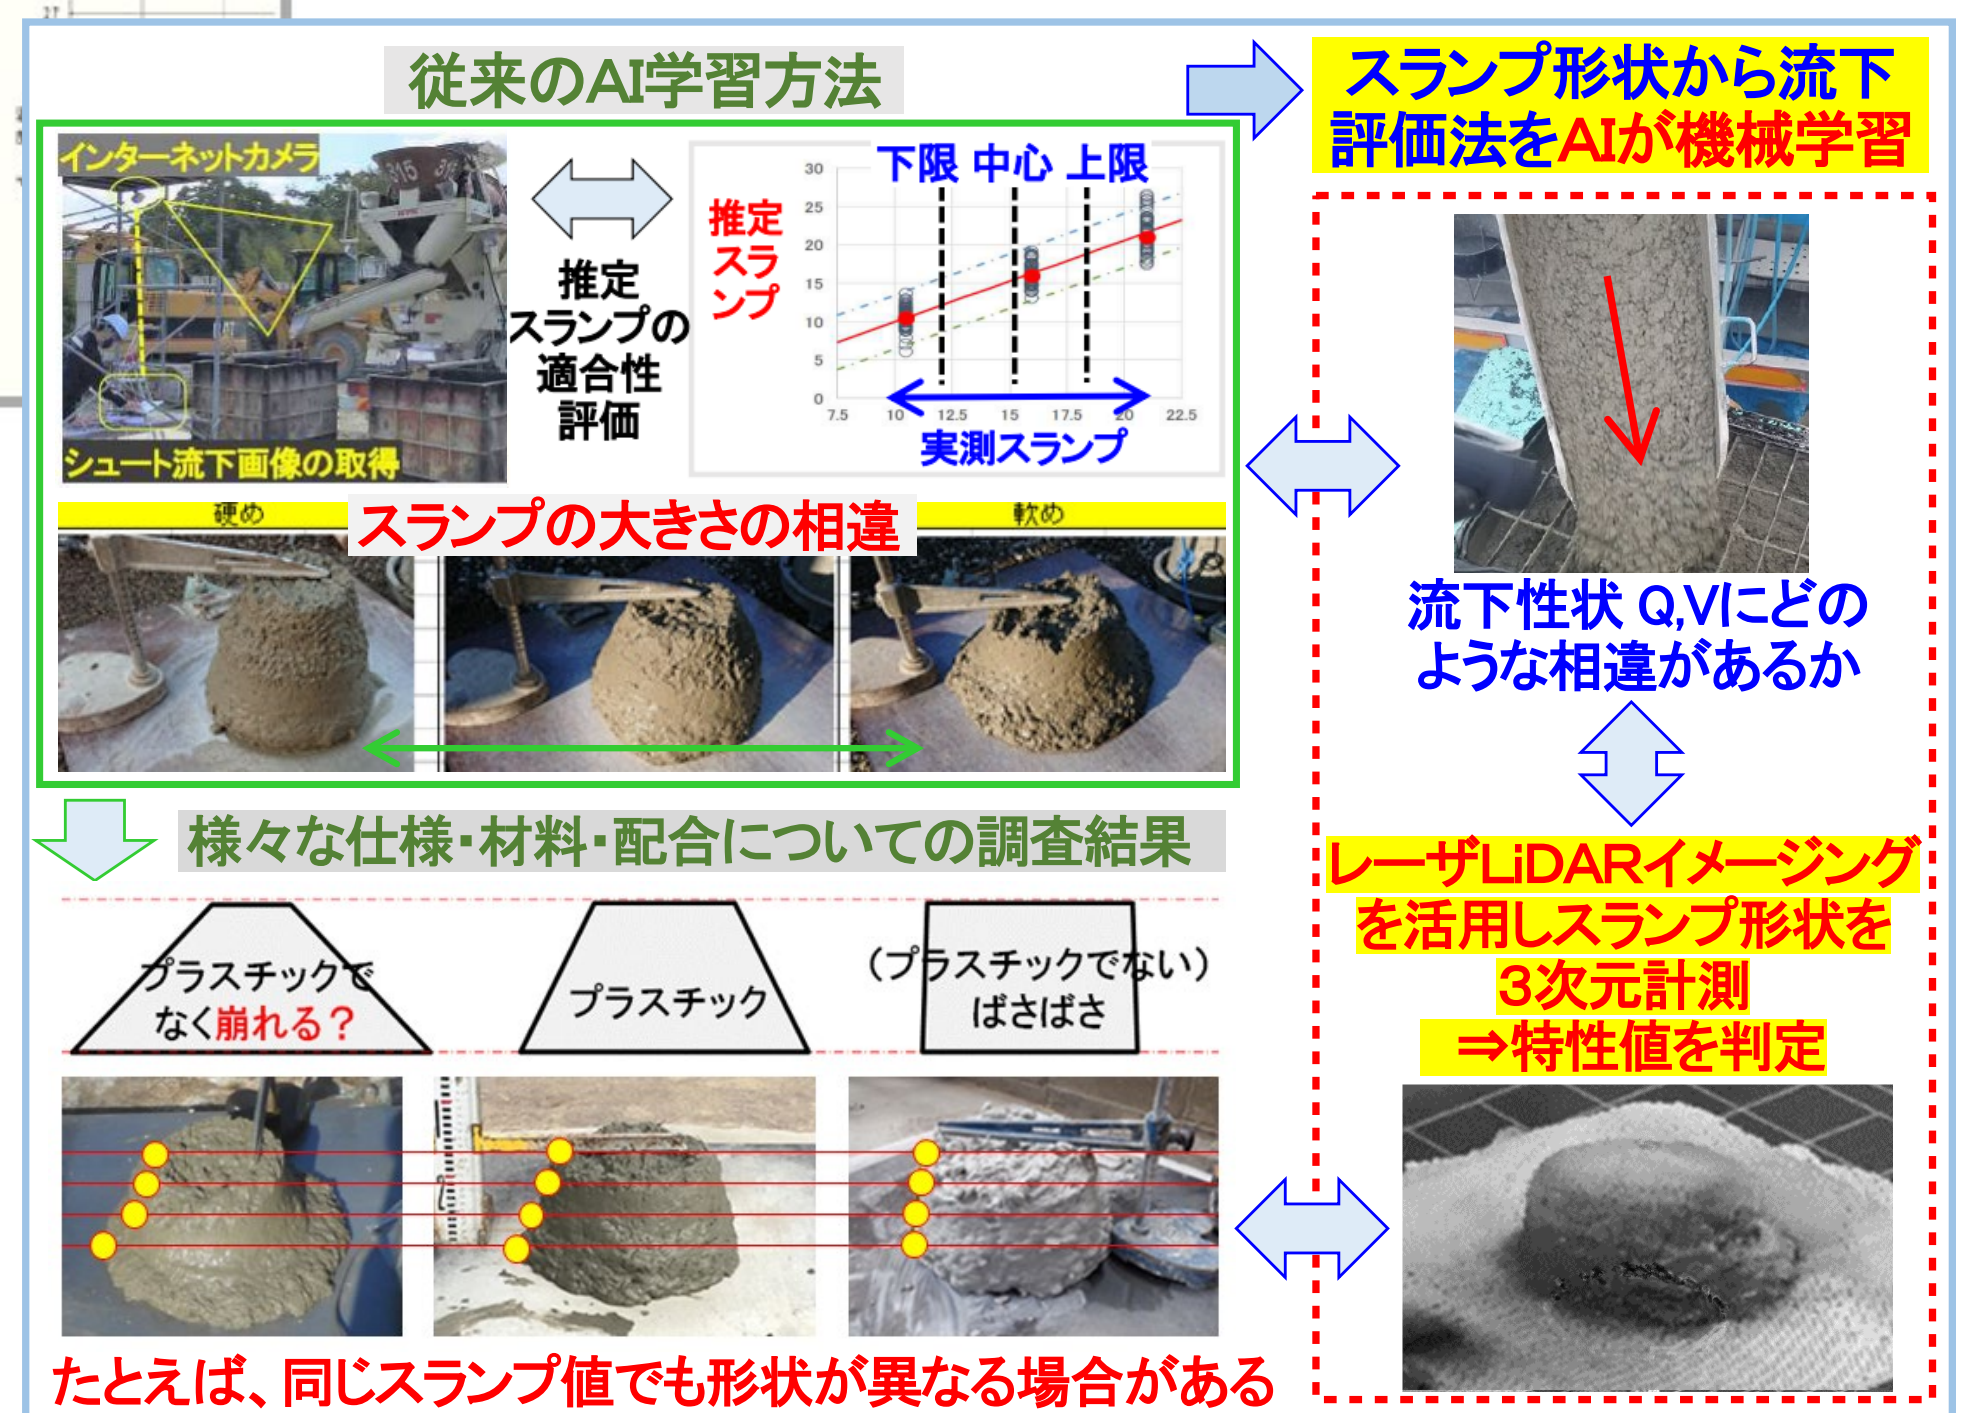 27
従来のAI学習方法
スランプ形状から流下
評価法をAIが機械学習
インターネットカメラ
シュート流下画像の取得
推定
スランプの
適合性
評価
下限 中心 上限
推定
スラ
ンプ
30
25
20
15
10
5
0
7.5 10 12.5 15 17.5 20 22.5
実測スランプ
硬め
スランプの大きさの相違
軟め
流下性状 Q,Vにどの
ような相違があるか
様々な仕様・材料・配合についての調査結果
プラスチックで
なく崩れる？
プラスチック
（プラスチックでない）
ばさばさ
レーザLiDARイメージング
を活用しスランプ形状を
３次元計測
⇒特性値を判定
たとえば、同じスランプ値でも形状が異なる場合がある